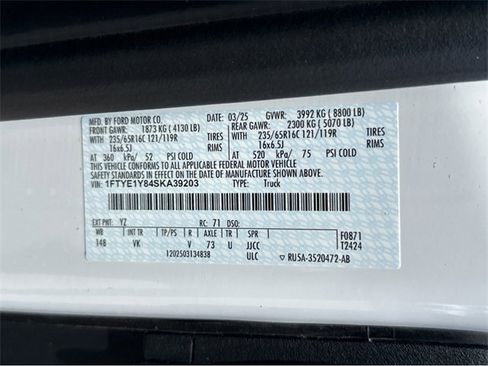 MFD. BY FORD MOTOR CO. DATE: 03/25 GVWR: 3992 KG ( 8800 LB)
FRONT GAWR: 1873 KG ( 4130 LB) REAR GAWR: 2300 KG ( 5070 LB)
WITH 235/65R16C 121/119R TIRES WITH 235/65R16C 121/119R TIRES
16x6.5J RIMS 16x6.5J RIMS
AT 360 kPa/ 52 PSI COLD AT 520 kPa/ 75 PSI COLD
THIS VEHICLE CONFORMS TO ALL APPLICABLE FEDERAL MOTOR VEHICLE
SAFETY STANDARDS IN EFFECT ON THE DATE OF MANUFACTURE SHOWN ABOVE.
VIN: 1FTYE1Y84SKA39203 TYPE: Truck
EXT PNT: YZ RC: 71 DSO: F0871
WB INT TR TP/PS R AXLE TR SPR T2424
148 VK V 73 U JJCC
1202503134838 ULC ▼ RU5A-3520472-AB